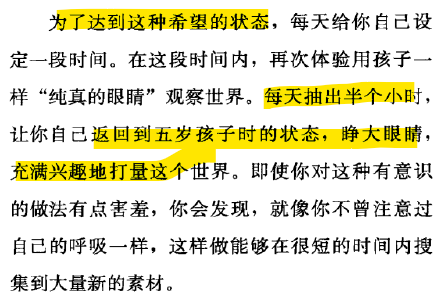 为了达到这种希望的状态，每天给你自己设
定一段时间。在这段时间内，再次体验用孩子一
样“纯真的眼睛”观察世界。每天抽出半个小时，
让你自己返回到五岁孩子时的状态，睁大眼睛，
充满兴趣地打量这个世界。即使你对这种有意识
的做法有点害羞，你会发现，就像你不曾注意过
自己的呼吸一样，这样做能够在很短的时间内搜
集到大量新的素材。